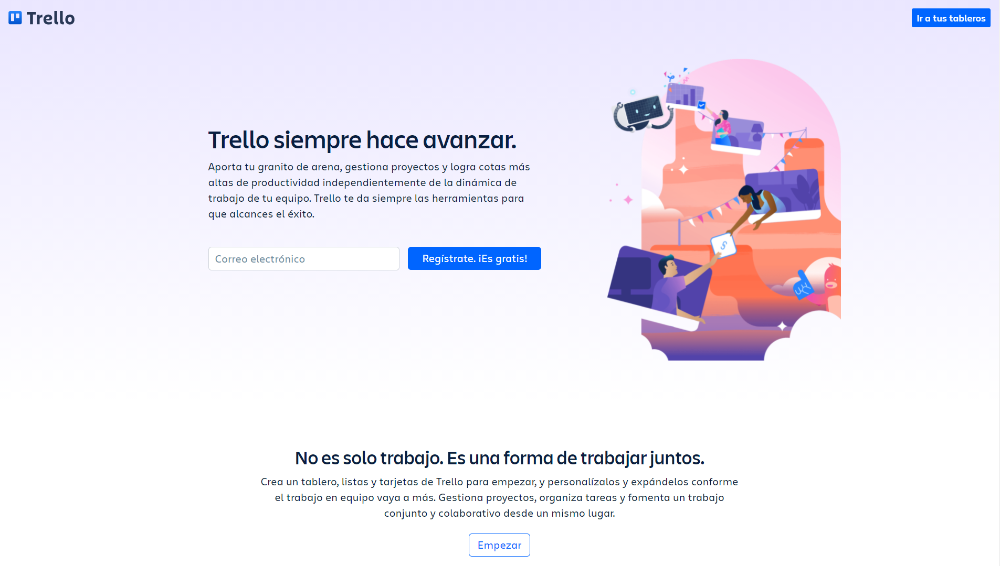 Trello
Ir a tus tableros
Trello siempre hace avanzar.
Aporta tu granito de arena, gestiona proyectos y logra cotas más
altas de productividad independientemente de la dinámica de
trabajo de tu equipo. Trello te da siempre las herramientas para
que alcances el éxito.
Correo electrónico
Regístrate. ¡Es gratis!
S
No es solo trabajo. Es una forma de trabajar juntos.
Crea un tablero, listas y tarjetas de Trello para empezar, y personalízalos y expándelos conforme
el trabajo en equipo vaya a más. Gestiona proyectos, organiza tareas y fomenta un trabajo
conjunto y colaborativo desde un mismo lugar.
Empezar